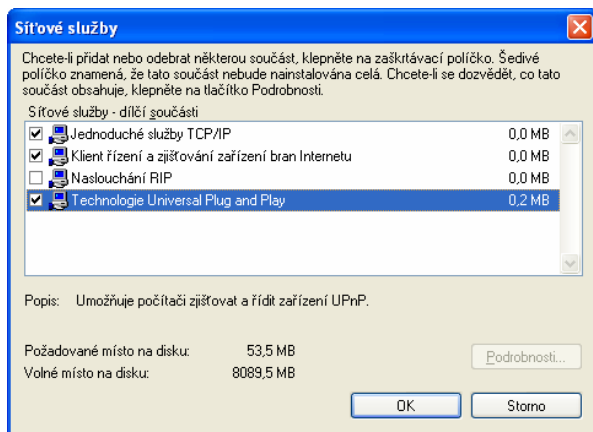 Síťové služby
Chcete-li přidat nebo odebrat některou součást, klepněte na zaškrtávací políčko. Šedivé
políčko znamená, že tato součást nebude nainstalována celá. Chcete-li se dozvědět, co tato
součást obsahuje, klepněte na tlačítko Podrobnosti.
Síťové služby - dílčí součásti
Jednoduché služby TCP/IP 0,0 MB
Klient řízení a zjišťování zařízení bran Internetu 0,0 MB
Naslouchání RIP 0,0 MB
Technologie Universal Plug and Play 0,2 MB
Popis: Umožňuje počítači zjišťovat a řídit zařízení UPnP.
Požadované místo na disku: 53,5 MB
Volné místo na disku: 8089,5 MB
Podrobnosti...
OK Storno